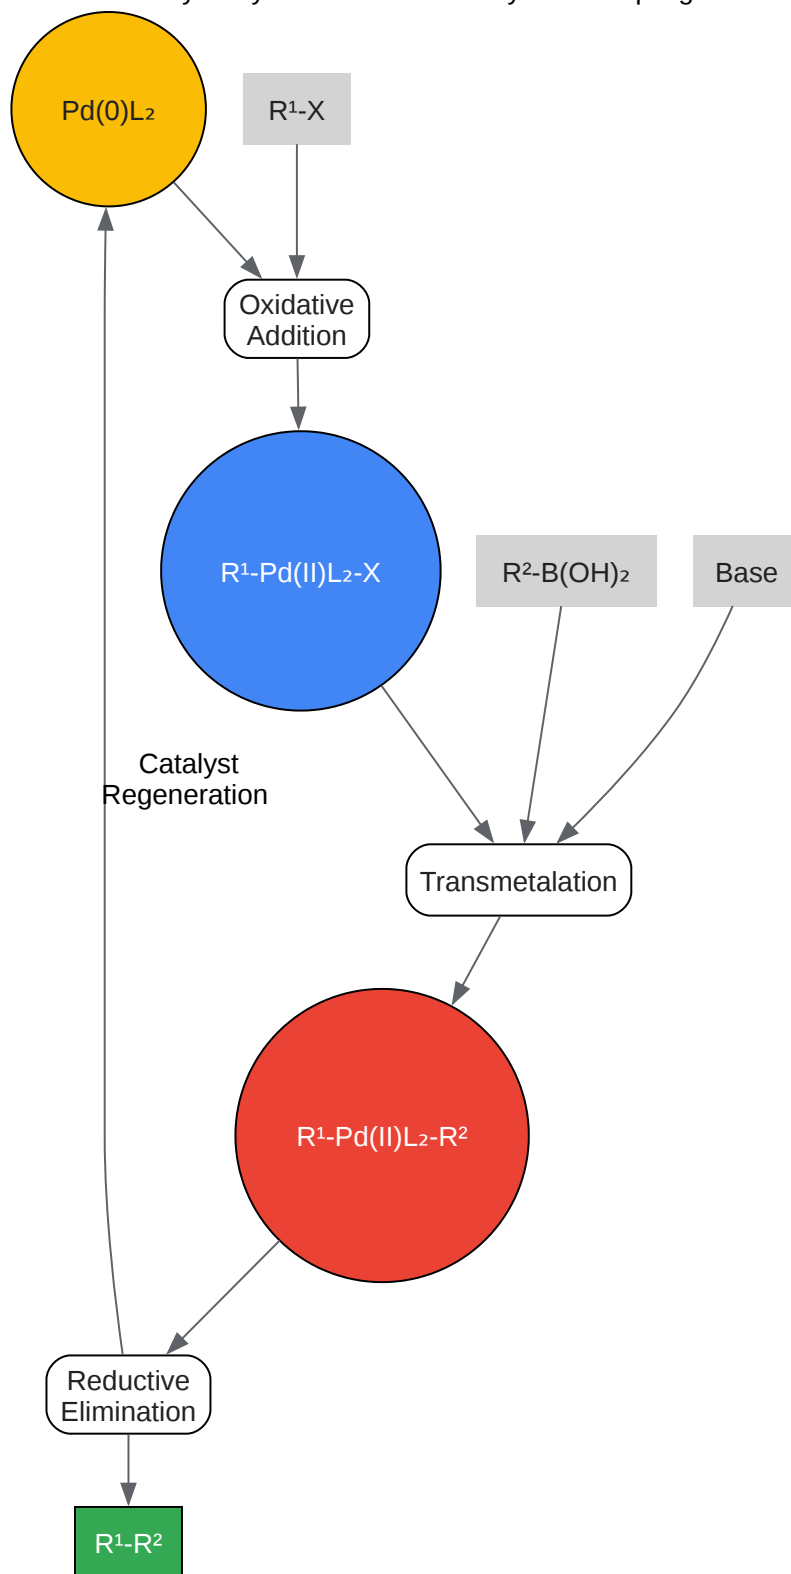 Pd(0)L₂
R¹-X
Oxidative
Addition
R¹-Pd(II)L₂-X
R²-B(OH)₂
Base
Catalyst
Regeneration
Transmetalation
R¹-Pd(II)L₂-R²
Reductive
Elimination
R¹-R²